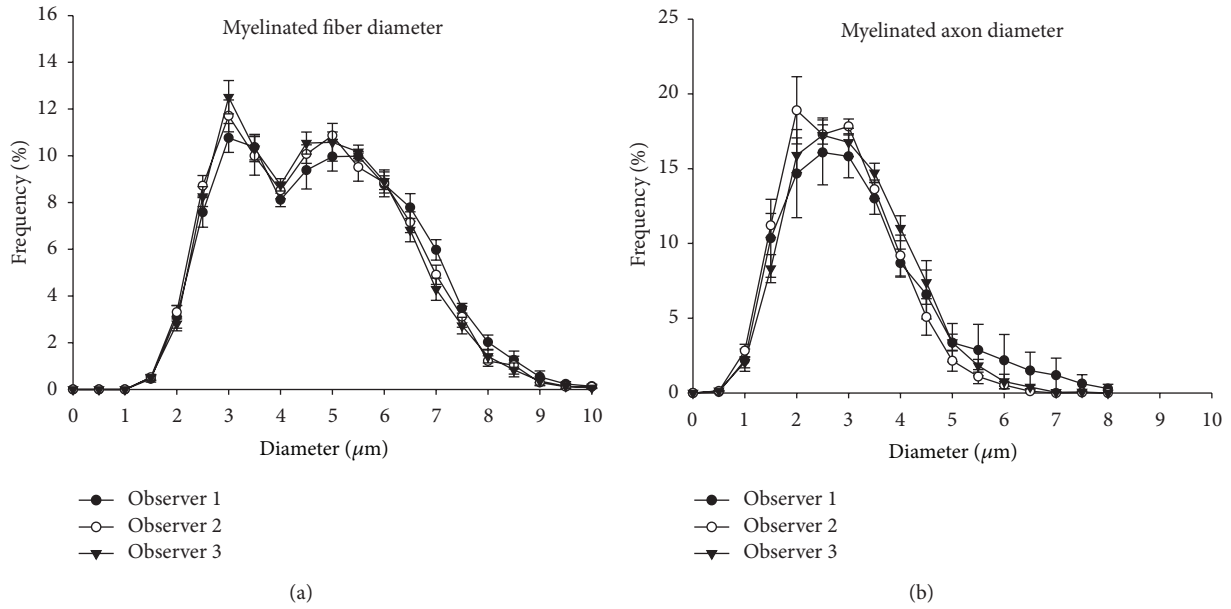 Myelinated fiber diameter
16
14
12
10
8
6
4
2
0
Frequency (%)
0 1 2 3 4 5 6 7 8 9 10
Diameter (μm)
Observer 1
Observer 2
Observer 3
(a)
Myelinated axon diameter
25
20
15
10
5
0
Frequency (%)
0 1 2 3 4 5 6 7 8 9 10
Diameter (μm)
Observer 1
Observer 2
Observer 3
(b)